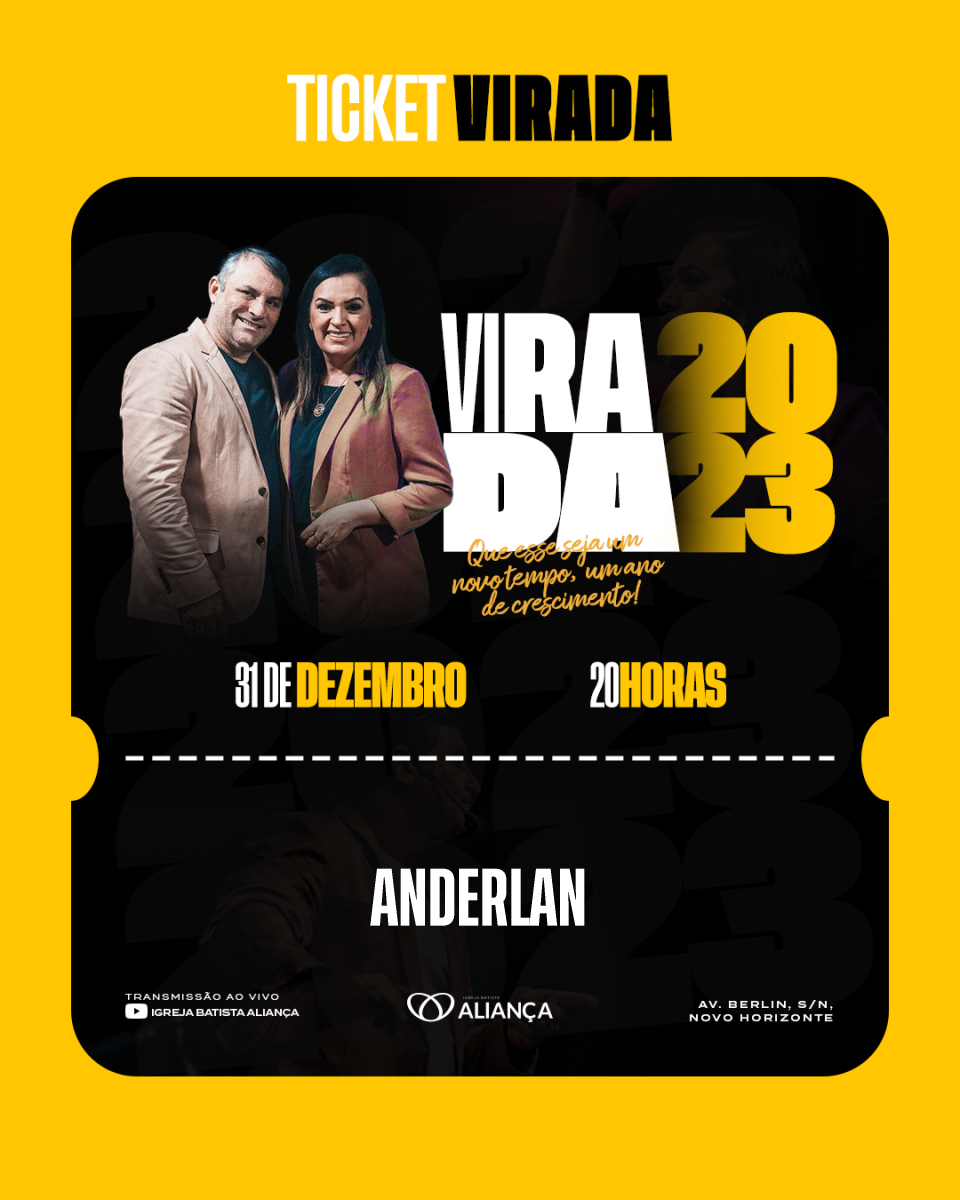 TICKET VIRADA
VIRA 20
DA 23
Que esse seja um
novo tempo, um ano
de crescimento!
31 DE DEZEMBRO 20HORAS
ANDERLAN
TRANSMISSÃO AO VIVO
IGREJA BATISTA ALIANÇA
IGREJA BATISTA
ALIANÇA
AV. BERLIN, S/N,
NOVO HORIZONTE